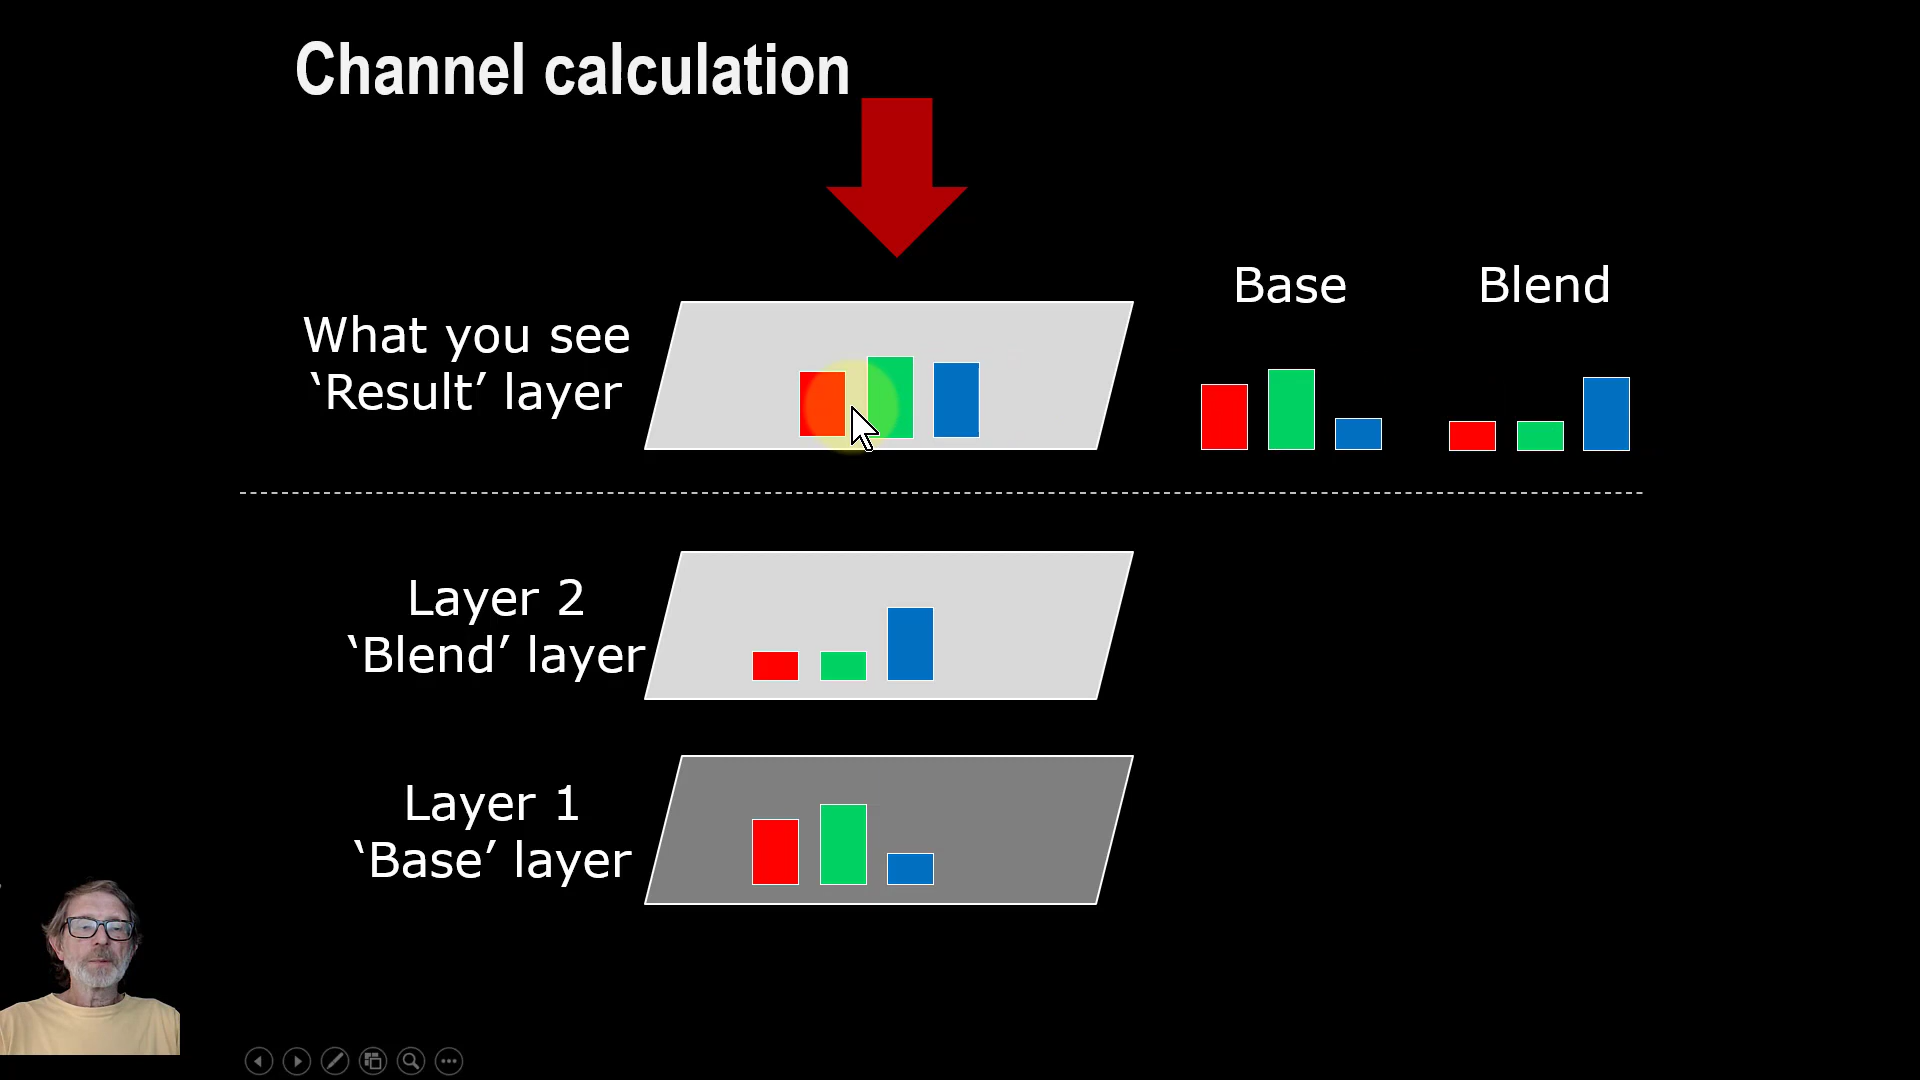 Channel calculation
Base
Blend
What you see
‘Result’ layer
Layer 2
‘Blend’ layer
Layer 1
‘Base’ layer